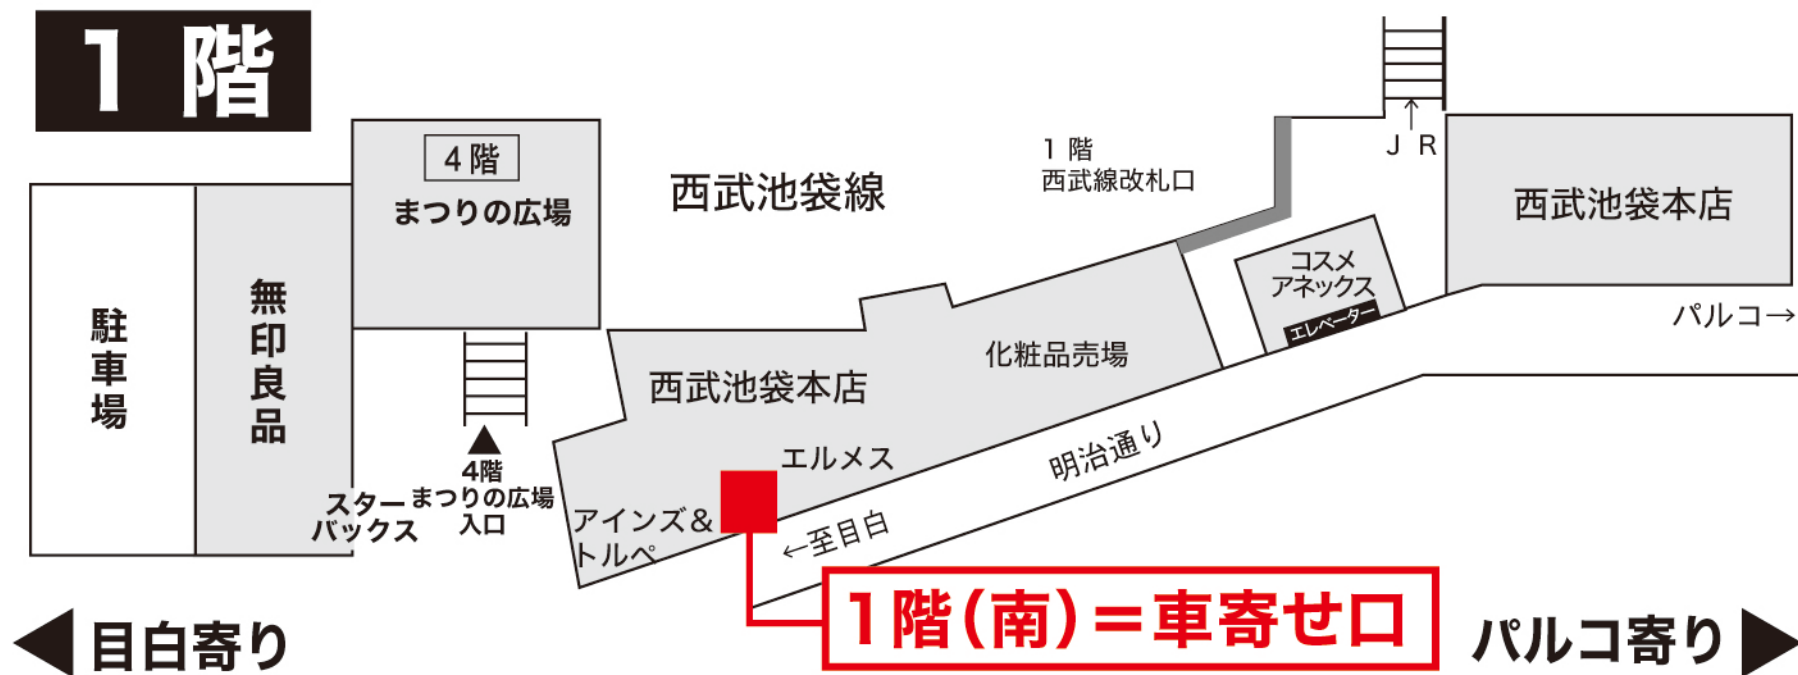 1 階
4階
まつりの広場
西武池袋線
1 階
西武線改札口
↑
J R
西武池袋本店
コスメ
アネックス
エレベーター
パルコ→
駐車場
無印良品
化粧品売場
西武池袋本店
エルメス
明治通り
4階
まつりの広場
入口
スター
バックス
アインズ&
トルペ
←至目白
1階(南)=車寄せ口
目白寄り
パルコ寄り